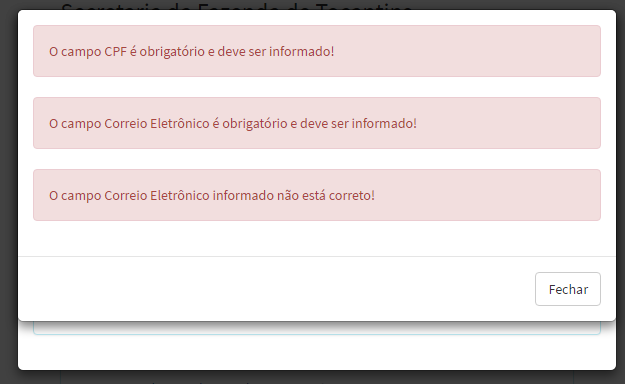 O campo CPF é obrigatório e deve ser informado!
O campo Correio Eletrônico é obrigatório e deve ser informado!
O campo Correio Eletrônico informado não está correto!
Fechar